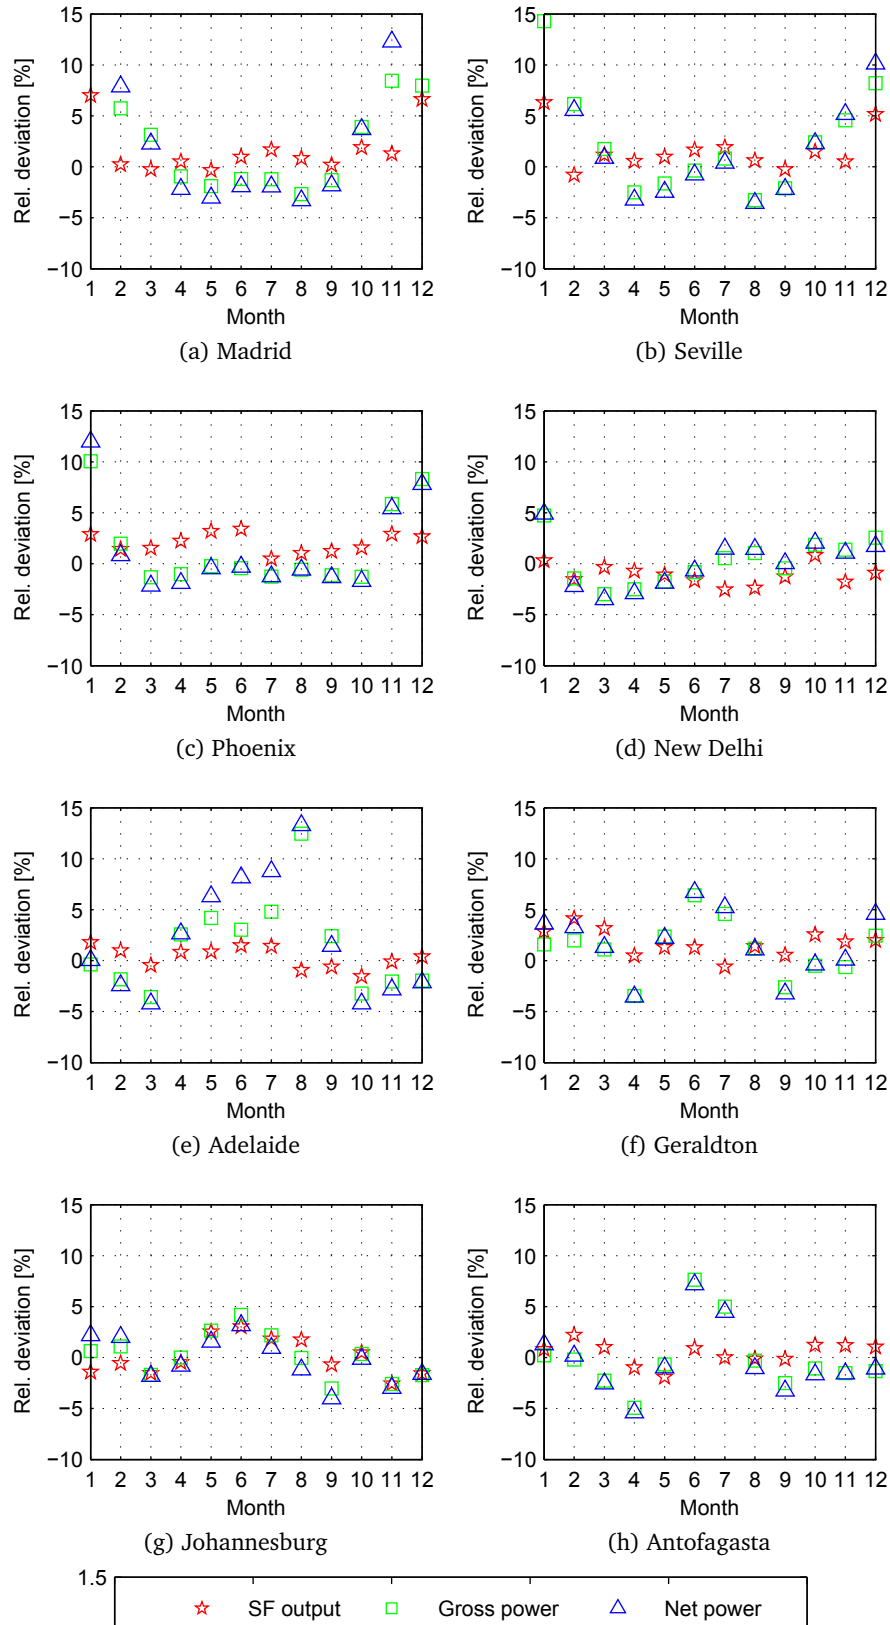 15
10
5
0
−5
−10
Rel. deviation [%]
1 2 3 4 5 6 7 8 9 10 11 12
Month
(a) Madrid
15
10
5
0
−5
−10
Rel. deviation [%]
1 2 3 4 5 6 7 8 9 10 11 12
Month
(b) Seville
15
10
5
0
−5
−10
Rel. deviation [%]
1 2 3 4 5 6 7 8 9 10 11 12
Month
(c) Phoenix
15
10
5
0
−5
−10
Rel. deviation [%]
1 2 3 4 5 6 7 8 9 10 11 12
Month
(d) New Delhi
15
10
5
0
−5
−10
Rel. deviation [%]
1 2 3 4 5 6 7 8 9 10 11 12
Month
(e) Adelaide
15
10
5
0
−5
−10
Rel. deviation [%]
1 2 3 4 5 6 7 8 9 10 11 12
Month
(f) Geraldton
15
10
5
0
−5
−10
Rel. deviation [%]
1 2 3 4 5 6 7 8 9 10 11 12
Month
(g) Johannesburg
15
10
5
0
−5
−10
Rel. deviation [%]
1 2 3 4 5 6 7 8 9 10 11 12
Month
(h) Antofagasta
1.5
SF output Gross power Net power